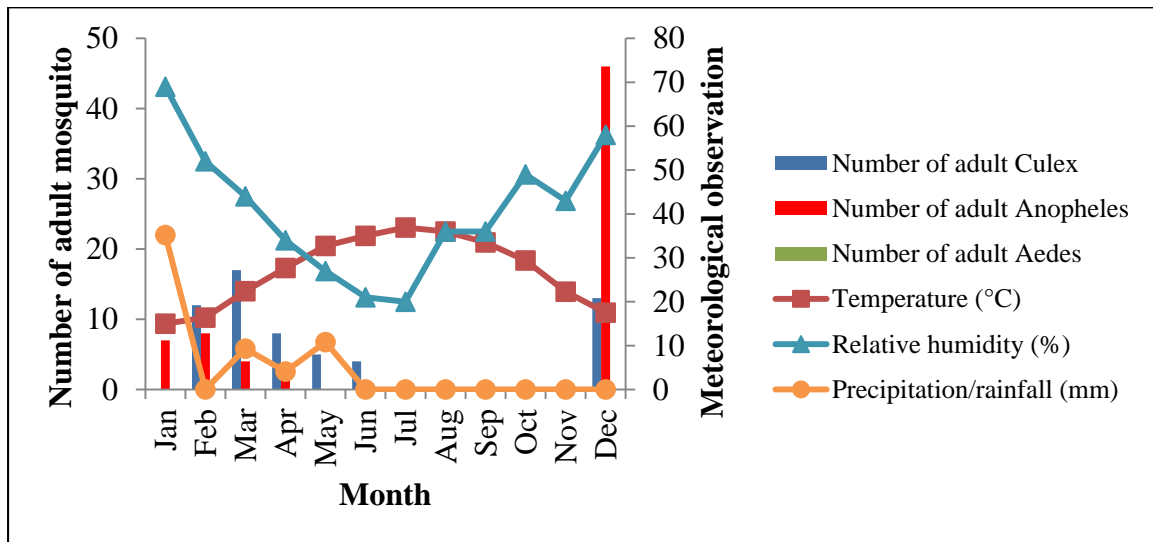 Number of adult mosquito
50
40
30
20
10
0
80
70
60
50
40
30
20
10
0
Meteorological observation
Jan
Feb
Mar
Apr
May
Jun
Jul
Aug
Sep
Oct
Nov
Dec
Month
Number of adult Culex
Number of adult Anopheles
Number of adult Aedes
Temperature (°C)
Relative humidity (%)
Precipitation/rainfall (mm)